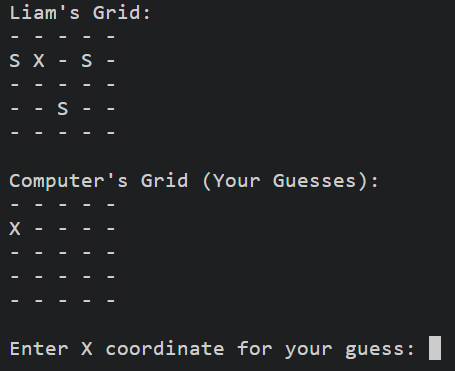 Liam's Grid:
- - - - -
S X - S -
- - - - -
- - S - -
- - - - -
Computer's Grid (Your Guesses):
- - - - -
X - - - -
- - - - -
- - - - -
- - - - -
Enter X coordinate for your guess: